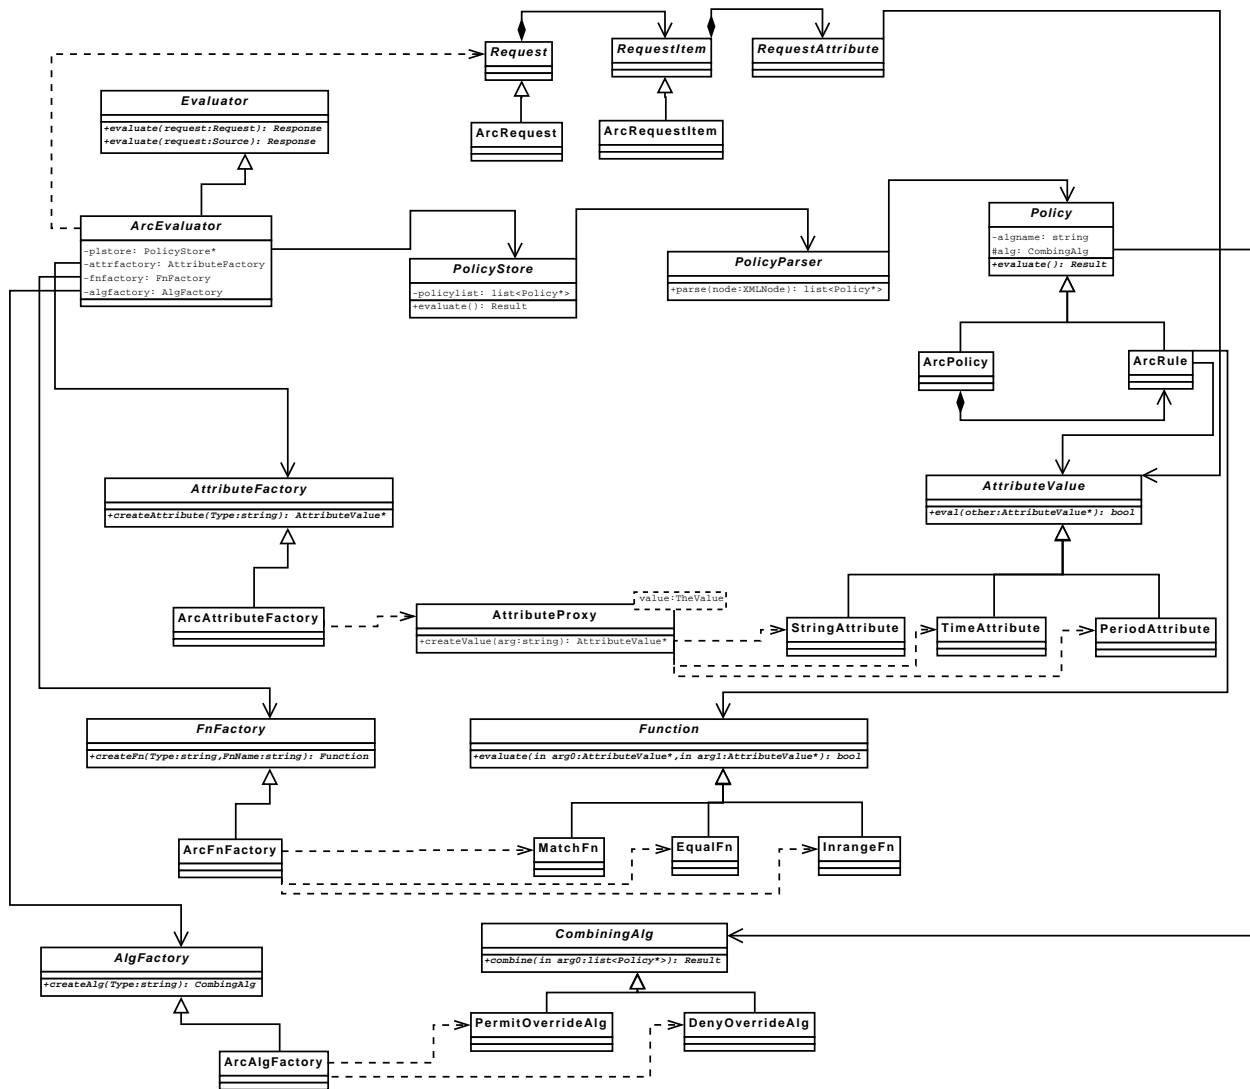 Request
RequestItem
RequestAttribute
Evaluator
+evaluate(request:Request): Response
+evaluate(request:Source): Response
ArcRequest
ArcRequestItem
ArcEvaluator
-plstore: PolicyStore*
-attrfactory: AttributeFactory
-fnfactory: FnFactory
-algfactory: AlgFactory
PolicyStore
-policylist: list<Policy*>
+evaluate(): Result
PolicyParser
+parse(node:XMLNode): list<Policy*>
Policy
-algname: string
#alg: CombingAlg
+evaluate(): Result
ArcPolicy
ArcRule
AttributeFactory
+createAttribute(Type:string): AttributeValue*
AttributeValue
+eval(other:AttributeValue*): bool
ArcAttributeFactory
value:TheValue
AttributeProxy
+createValue(arg:string): AttributeValue*
StringAttribute
TimeAttribute
PeriodAttribute
FnFactory
+createFn(Type:string,FnName:string): Function
Function
+evaluate(in arg0:AttributeValue*,in arg1:AttributeValue*): bool
ArcFnFactory
MatchFn
EqualFn
InrangeFn
CombiningAlg
+combine(in arg0:list<Policy*>): Result
AlgFactory
+createAlg(Type:string): CombingAlg
PermitOverrideAlg
DenyOverrideAlg
ArcAlgFactory